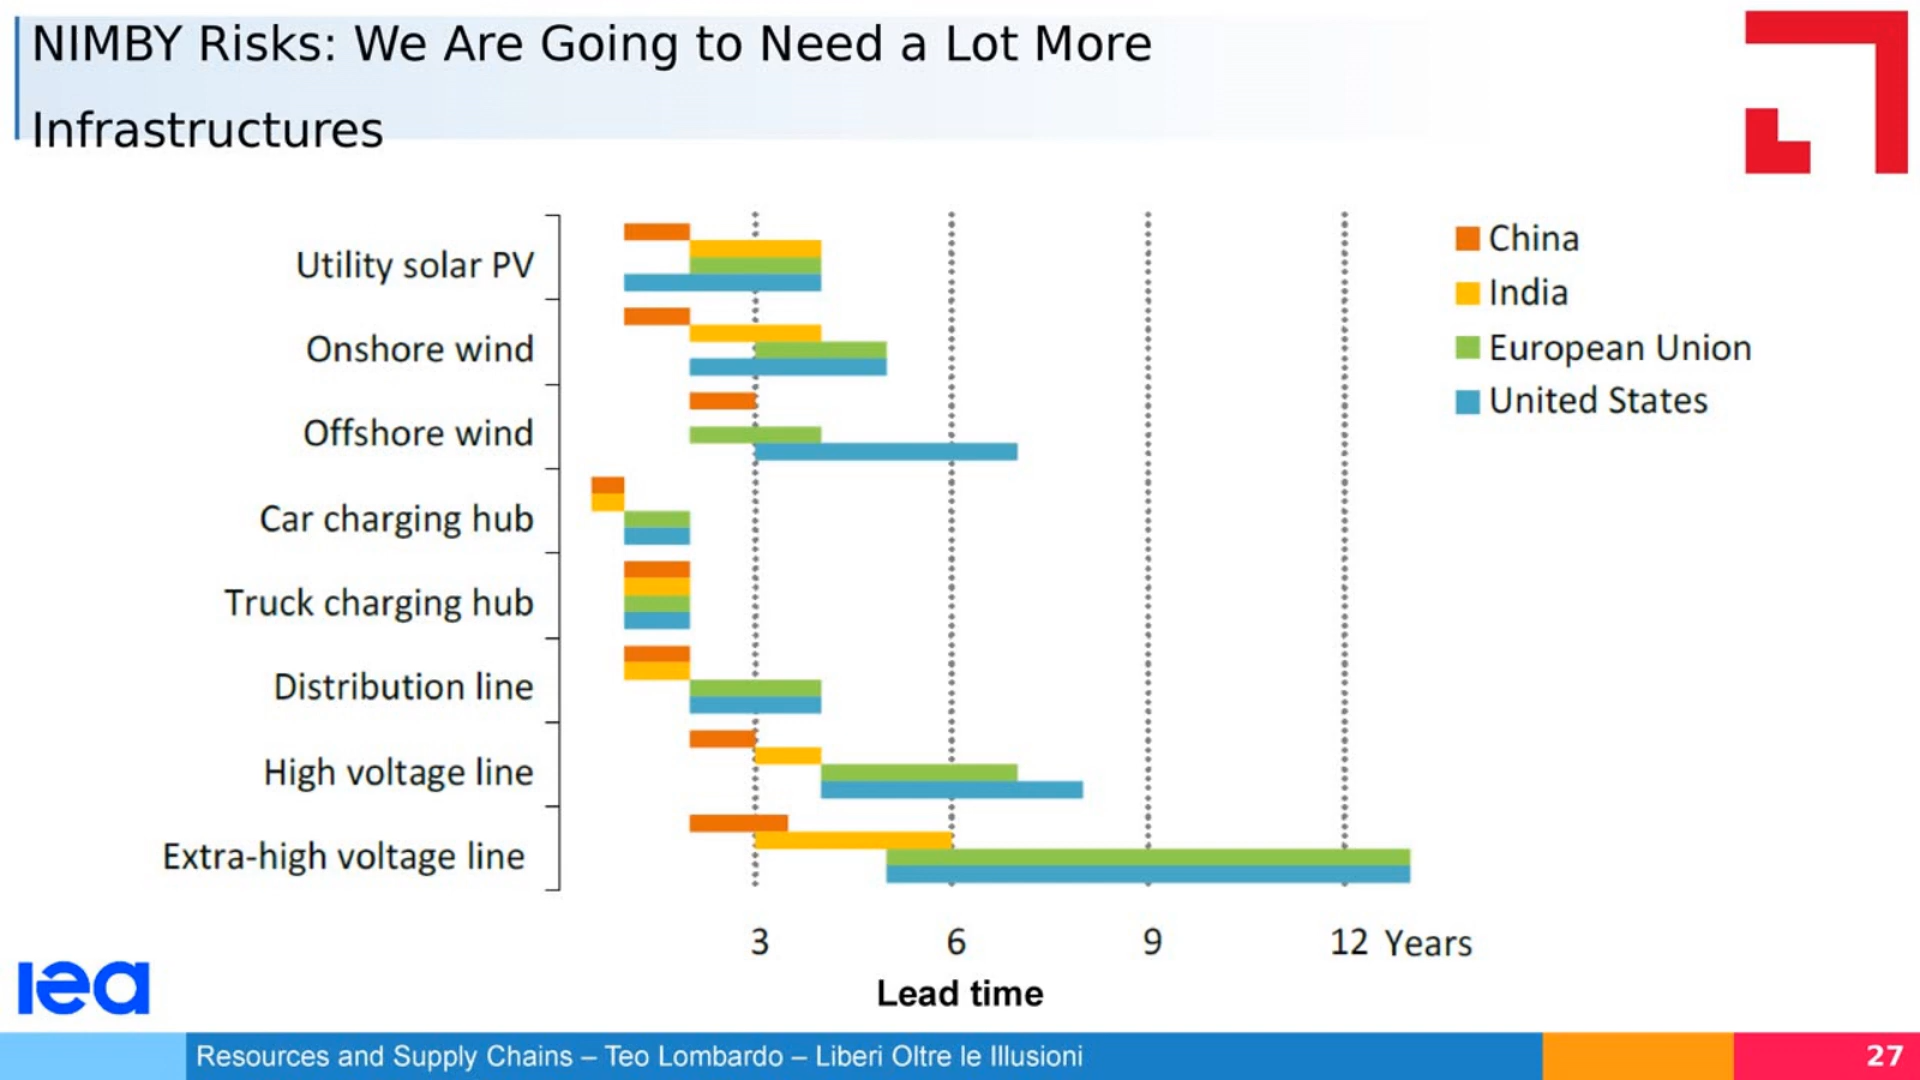 NIMBY Risks: We Are Going to Need a Lot More
Infrastructures
Utility solar PV
Onshore wind
Offshore wind
Car charging hub
Truck charging hub
Distribution line
High voltage line
Extra-high voltage line
China
India
European Union
United States
3 6 9 12 Years
Lead time
iea
Resources and Supply Chains – Teo Lombardo – Liberi Oltre le Illusioni
27